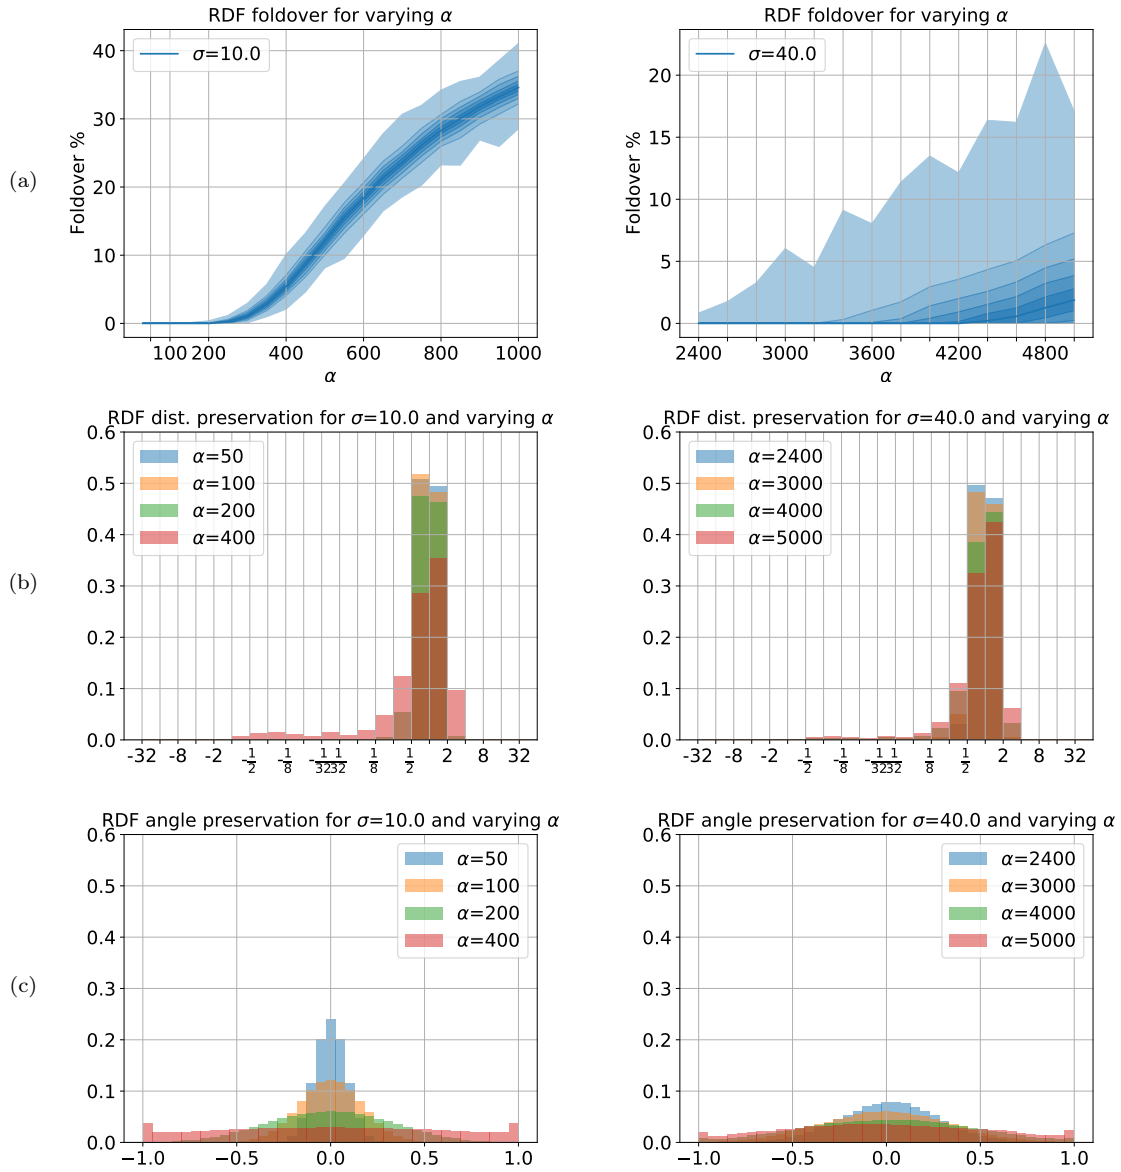 RDF foldover for varying α
σ=10.0
Foldover %
40
30
20
10
0
100 200 400 600 800 1000
α
RDF foldover for varying α
σ=40.0
Foldover %
20
15
10
5
0
2400 3000 3600 4200 4800
α
(a)
RDF dist. preservation for σ=10.0 and varying α
α=50
α=100
α=200
α=400
0.6
0.5
0.4
0.3
0.2
0.1
0.0
-32 -8 -2 -1/2 -1/8 -1/32 1/32 1/8 1/2 2 8 32
RDF dist. preservation for σ=40.0 and varying α
α=2400
α=3000
α=4000
α=5000
0.6
0.5
0.4
0.3
0.2
0.1
0.0
-32 -8 -2 -1/2 -1/8 -1/32 1/32 1/8 1/2 2 8 32
(b)
RDF angle preservation for σ=10.0 and varying α
α=50
α=100
α=200
α=400
0.6
0.5
0.4
0.3
0.2
0.1
0.0
−1.0 −0.5 0.0 0.5 1.0
RDF angle preservation for σ=40.0 and varying α
α=2400
α=3000
α=4000
α=5000
0.6
0.5
0.4
0.3
0.2
0.1
0.0
−1.0 −0.5 0.0 0.5 1.0
(c)